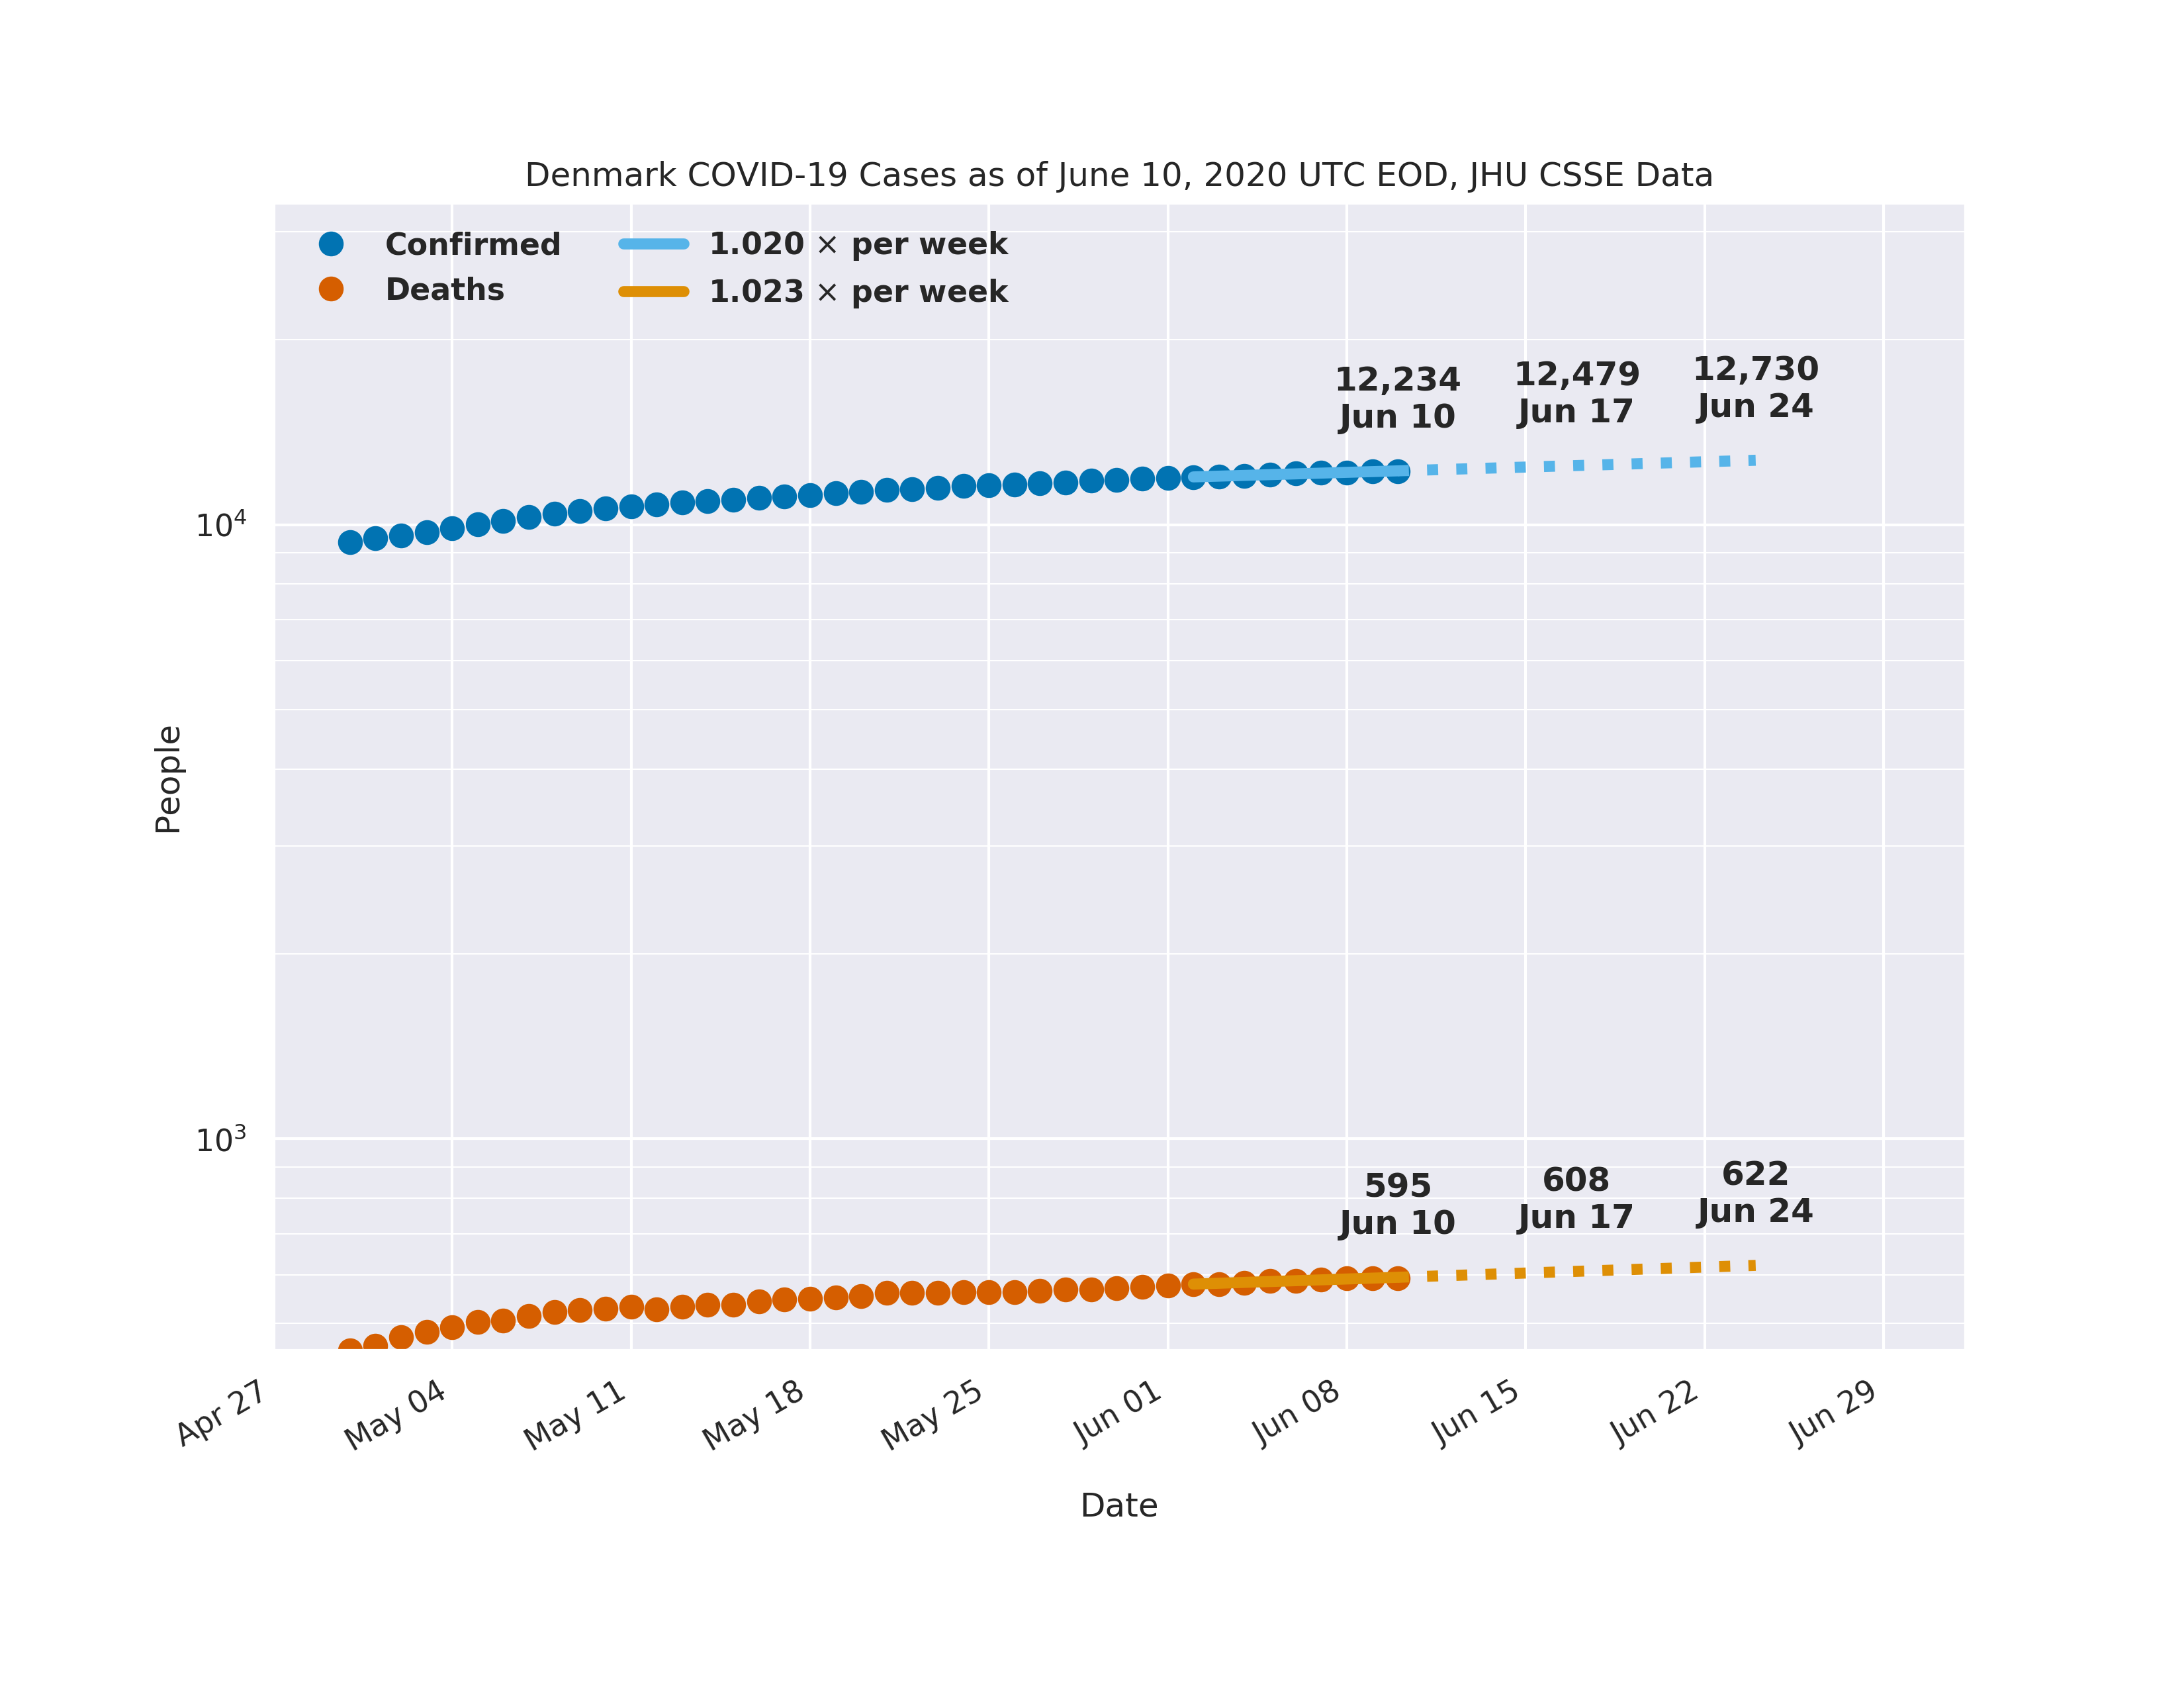 Denmark COVID-19 Cases as of June 10, 2020 UTC EOD, JHU CSSE Data
Confirmed
Deaths
1.020 × per week
1.023 × per week
12,234
Jun 10
12,479
Jun 17
12,730
Jun 24
10⁴
People
10³
595
Jun 10
608
Jun 17
622
Jun 24
Apr 27
May 04
May 11
May 18
May 25
Jun 01
Jun 08
Jun 15
Jun 22
Jun 29
Date